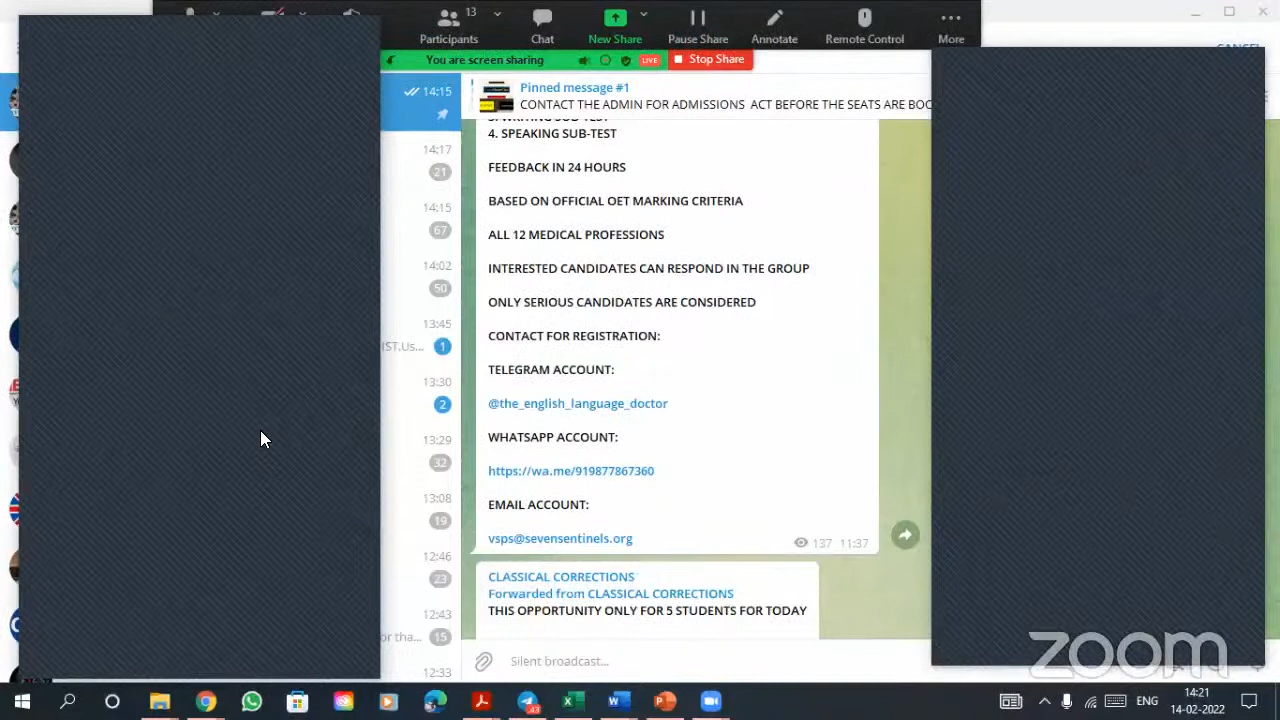 13
Participants
Chat
New Share
Pause Share
Annotate
Remote Control
More
You are screen sharing
LIVE
Stop Share
14:15
14:17
21
14:15
67
14:02
50
13:45
IST.Us...
1
13:30
2
13:29
32
13:08
19
12:46
23
12:43
or tha...
15
12:33
Pinned message #1
CONTACT THE ADMIN FOR ADMISSIONS ACT BEFORE THE SEATS ARE
4. SPEAKING SUB-TEST
FEEDBACK IN 24 HOURS
BASED ON OFFICIAL OET MARKING CRITERIA
ALL 12 MEDICAL PROFESSIONS
INTERESTED CANDIDATES CAN RESPOND IN THE GROUP
ONLY SERIOUS CANDIDATES ARE CONSIDERED
CONTACT FOR REGISTRATION:
TELEGRAM ACCOUNT:
@the_english_language_doctor
WHATSAPP ACCOUNT:
https://wa.me/919877867360
EMAIL ACCOUNT:
vsps@sevensentinels.org
137 11:37
CLASSICAL CORRECTIONS
Forwarded from CLASSICAL CORRECTIONS
THIS OPPORTUNITY ONLY FOR 5 STUDENTS FOR TODAY
Silent broadcast...
zoom
ENG
14:21
14-02-2022